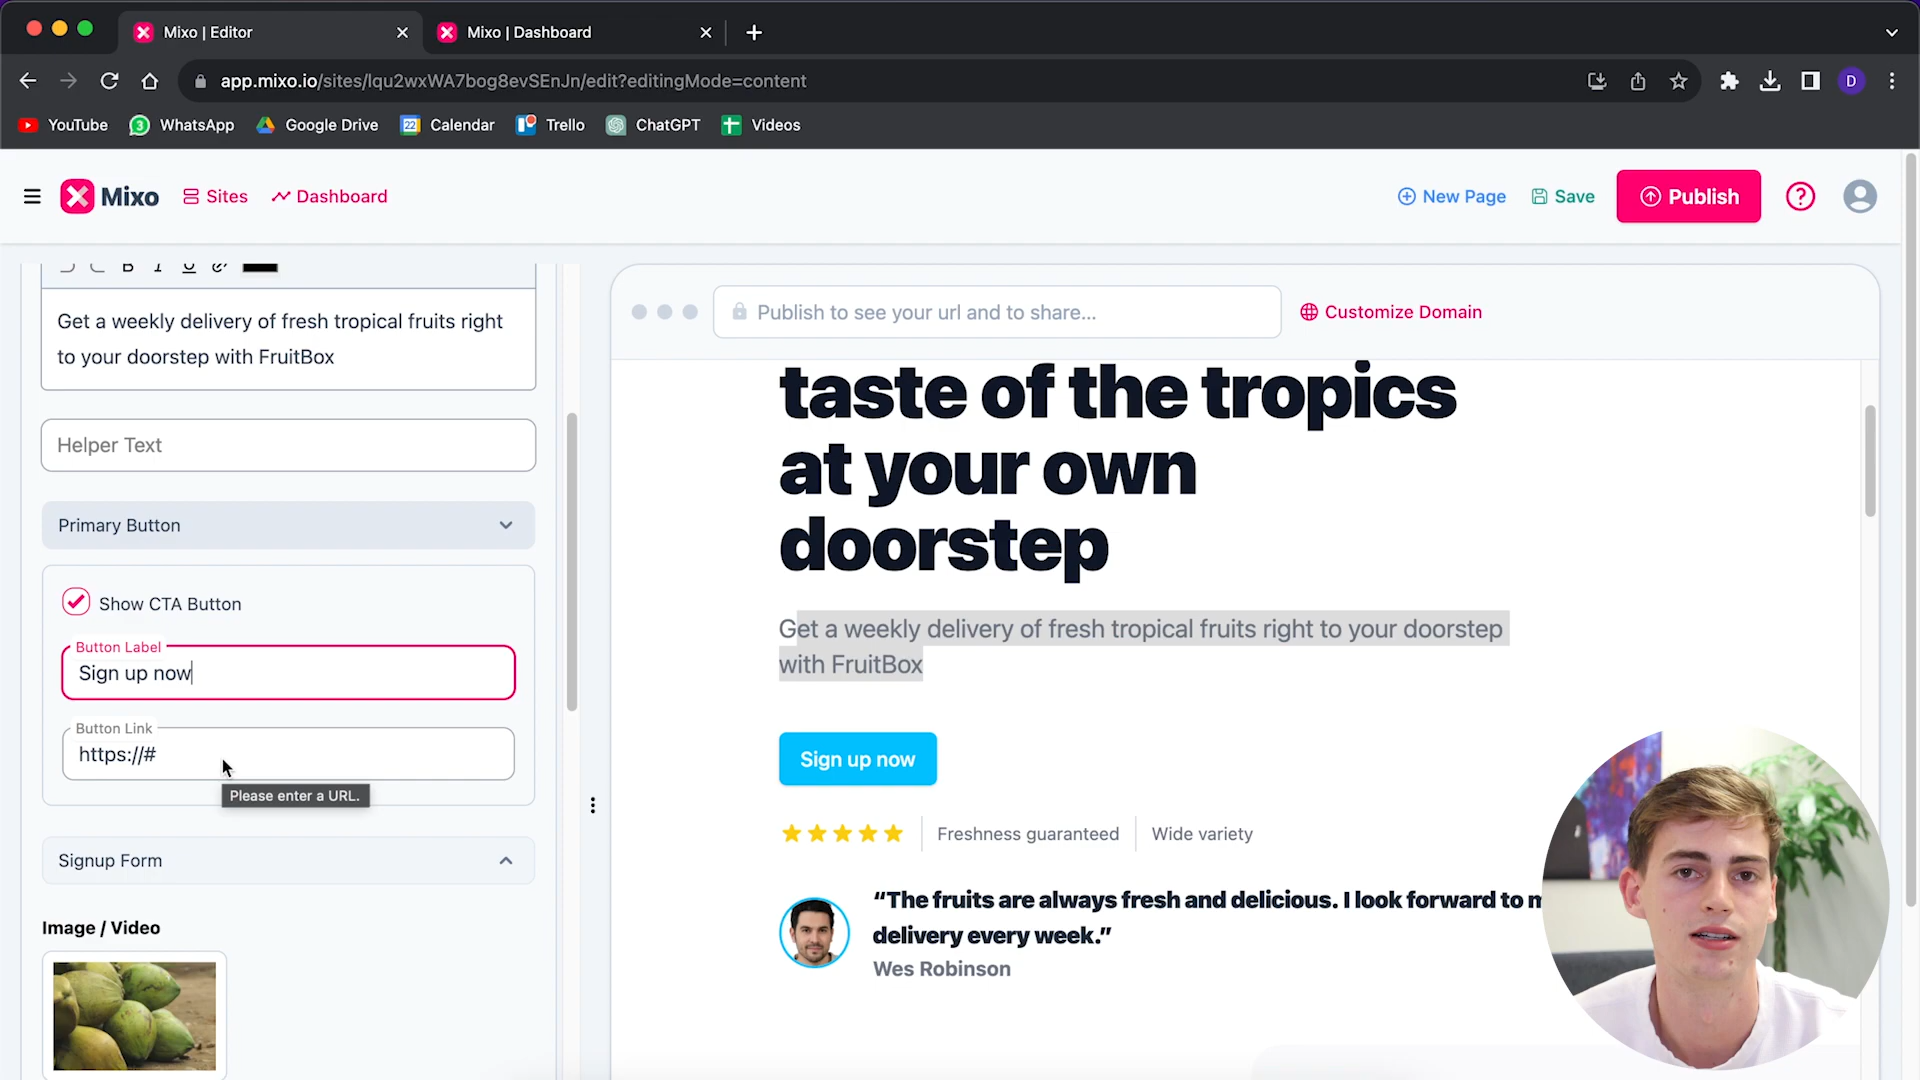 Mixo | Editor
Mixo | Dashboard
app.mixo.io/sites/lqu2wxWA7bog8evSEnJn/edit?editingMode=content
D
YouTube
3 WhatsApp
Google Drive
22 Calendar
Trello
ChatGPT
Videos
Mixo
Sites
Dashboard
New Page
Save
Publish
?
B I U
Get a weekly delivery of fresh tropical fruits right
to your doorstep with FruitBox
Helper Text
Primary Button
Show CTA Button
Button Label
Sign up now
Button Link
https://#
Please enter a URL.
Signup Form
Image / Video
Publish to see your url and to share...
Customize Domain
taste of the tropics
at your own
doorstep
Get a weekly delivery of fresh tropical fruits right to your doorstep
with FruitBox
Sign up now
Freshness guaranteed
Wide variety
“The fruits are always fresh and delicious. I look forward to
delivery every week.”
Wes Robinson